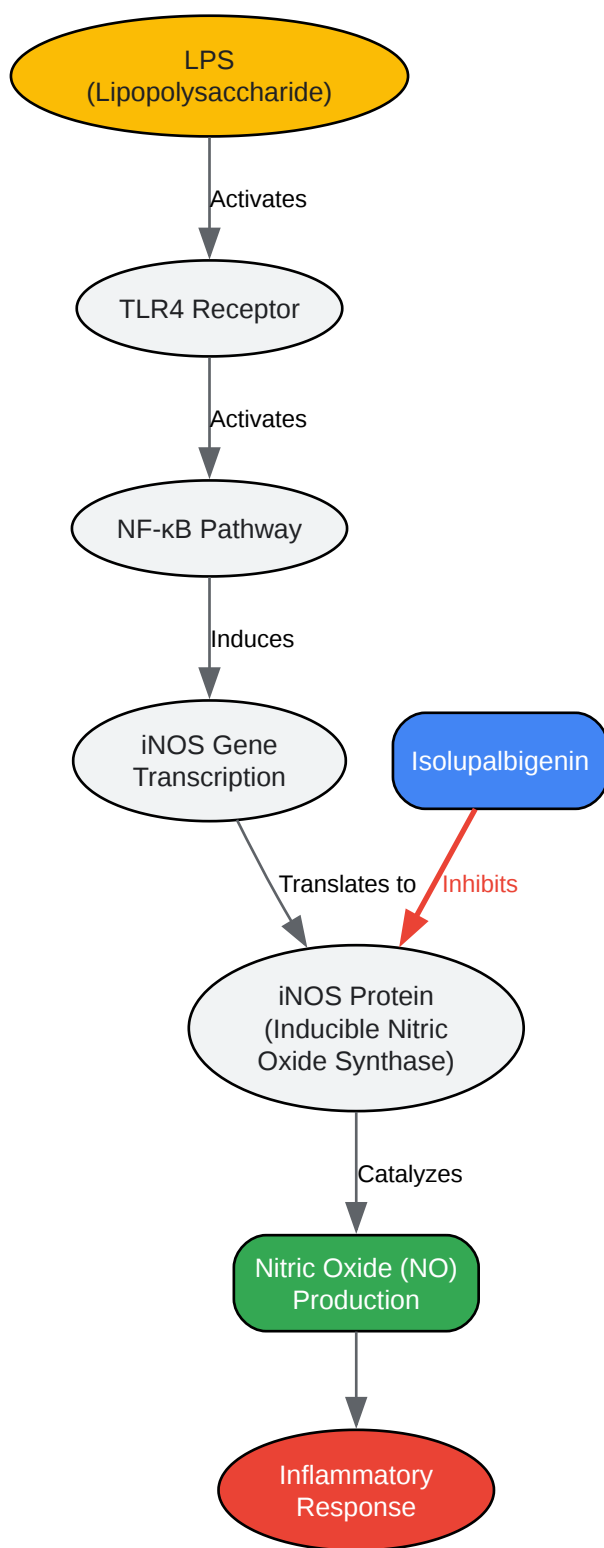 LPS
(Lipopolysaccharide)
Activates
TLR4 Receptor
Activates
NF-κB Pathway
Induces
iNOS Gene
Transcription
Isolupalbigenin
Translates to
Inhibits
iNOS Protein
(Inducible Nitric
Oxide Synthase)
Catalyzes
Nitric Oxide (NO)
Production
Inflammatory
Response